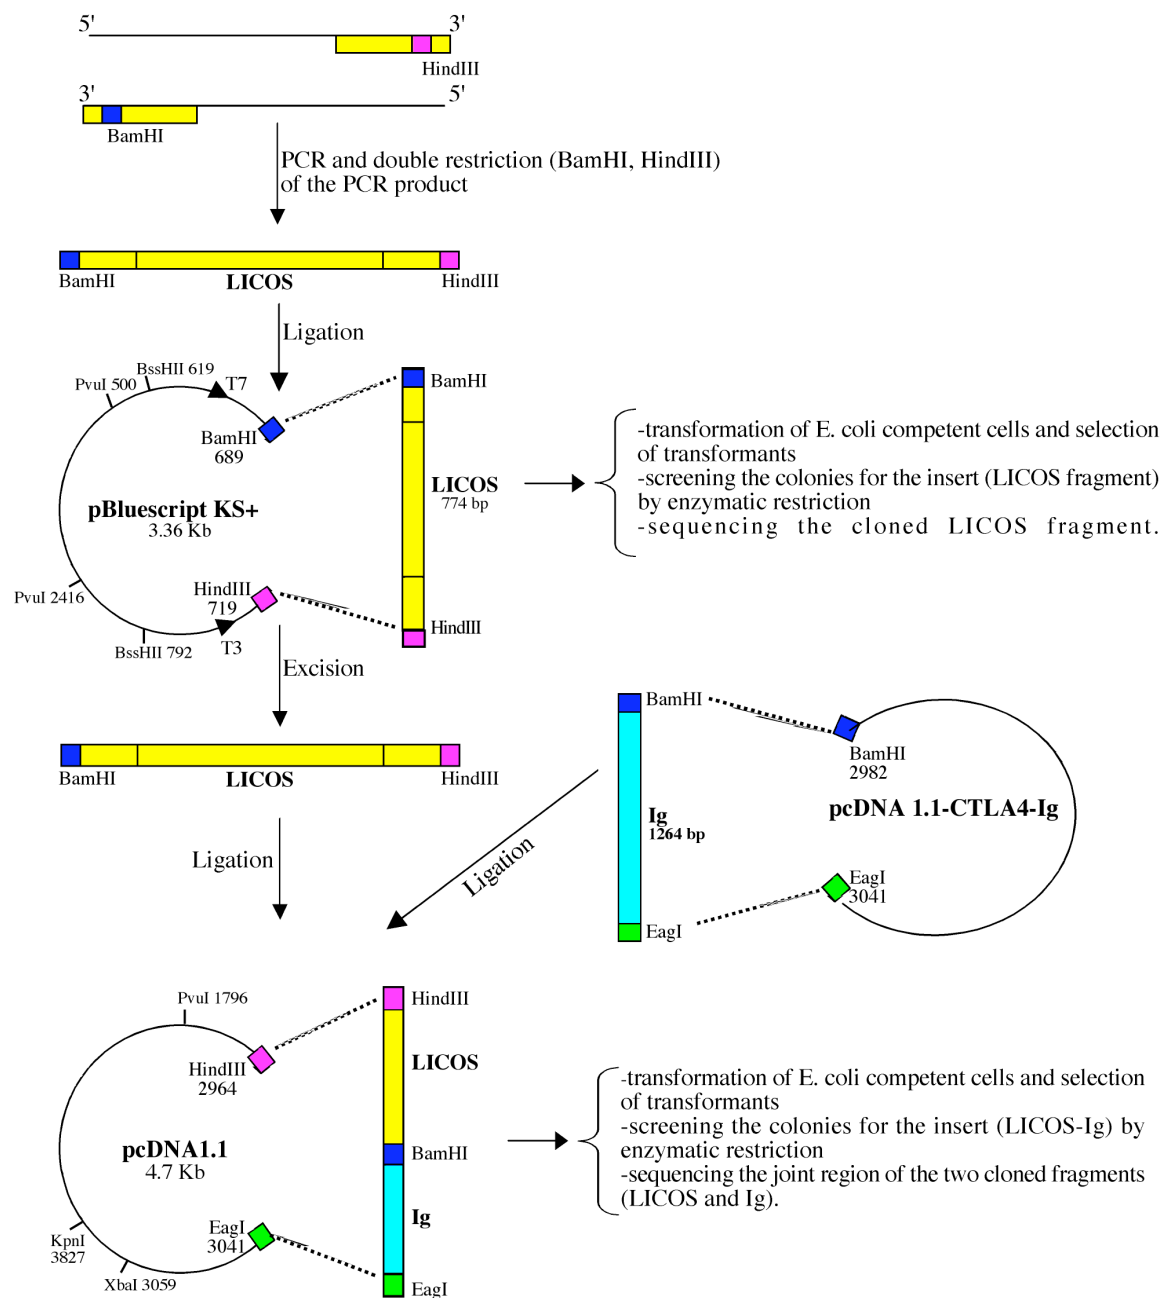 5'
3'
HindIII
3'
5'
BamHI
PCR and double restriction (BamHI, HindIII)
of the PCR product
BamHI
LICOS
HindIII
Ligation
BssHII 619
PvuI 500
T7
BamHI
689
pBluescript KS+
3.36 Kb
PvuI 2416
HindIII
719
T3
BssHII 792
BamHI
LICOS
774 bp
HindIII
-transformation of E. coli competent cells and selection
of transformants
-screening the colonies for the insert (LICOS fragment)
by enzymatic restriction
-sequencing the cloned LICOS fragment.
Excision
BamHI
LICOS
HindIII
BamHI
Ig
1264 bp
EagI
BamHI
2982
pcDNA 1.1-CTLA4-Ig
EagI
3041
Ligation
Ligation
PvuI 1796
HindIII
2964
pcDNA1.1
4.7 Kb
EagI
3041
KpnI
3827
XbaI 3059
HindIII
LICOS
BamHI
Ig
EagI
-transformation of E. coli competent cells and selection
of transformants
-screening the colonies for the insert (LICOS-Ig) by
enzymatic restriction
-sequencing the joint region of the two cloned fragments
(LICOS and Ig).